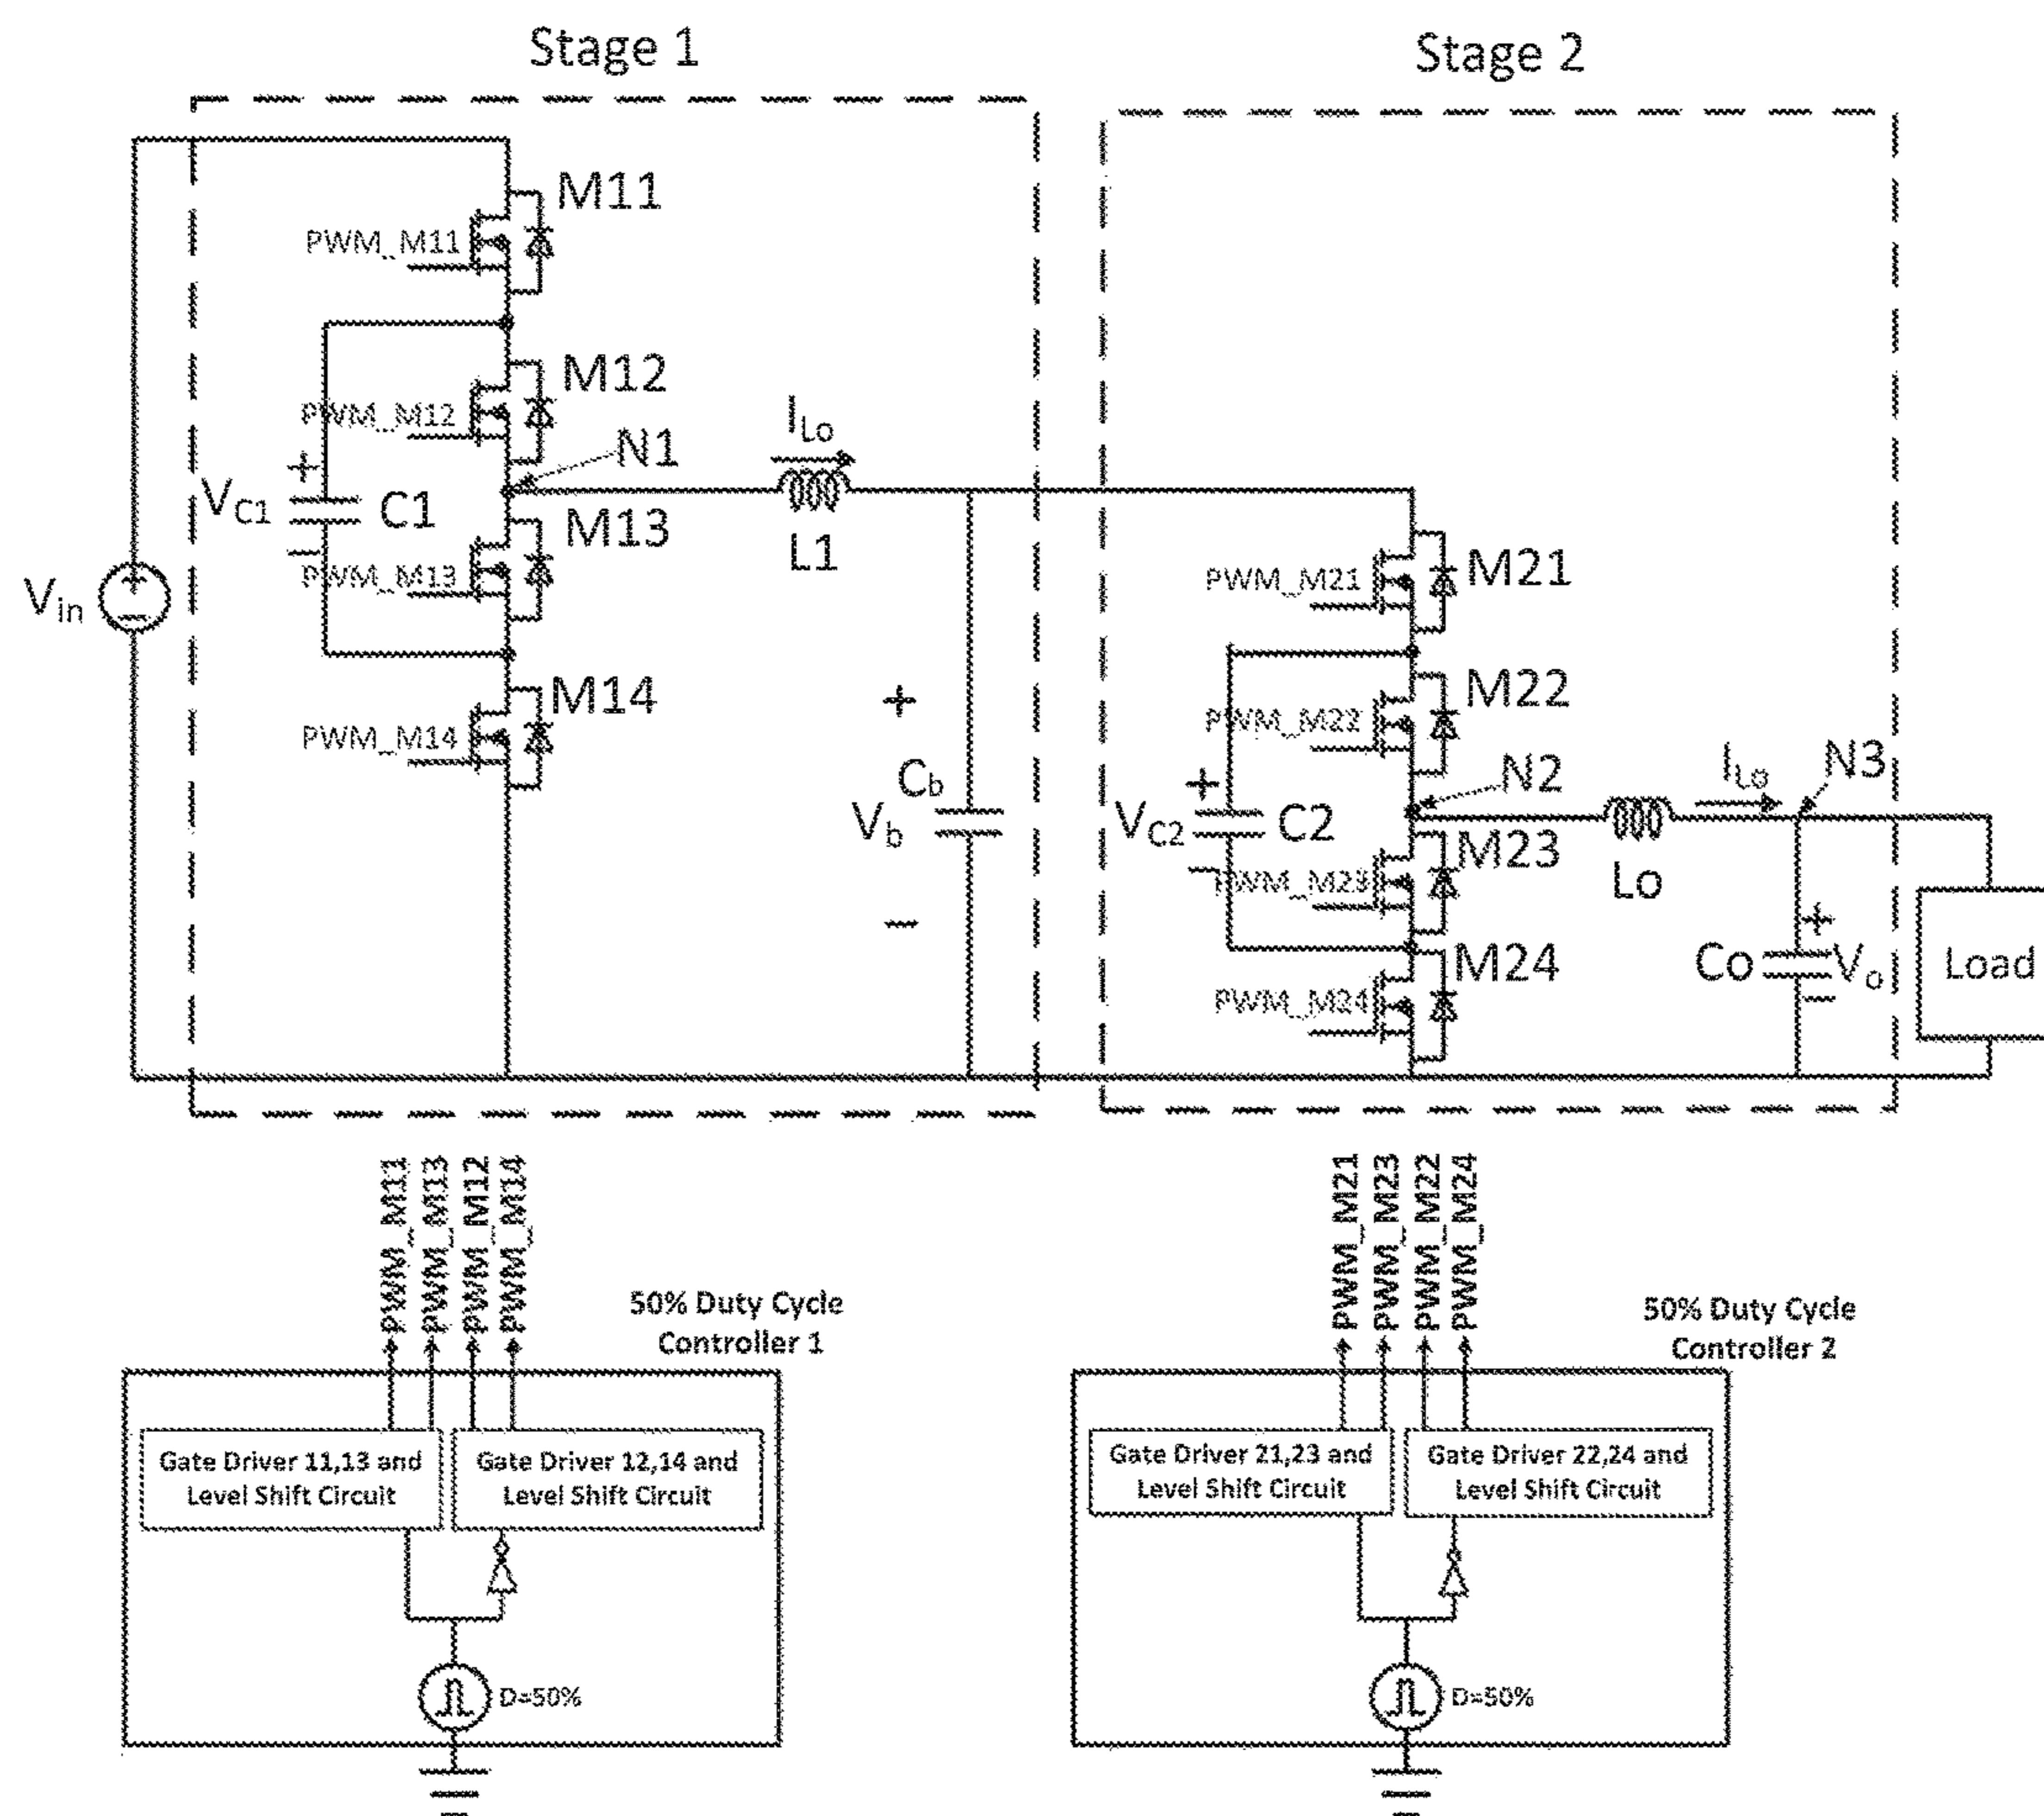 Stage 1
Stage 2
M11
PWM_M11
M12
PWM_M12
N1
ILo
+
VC1
C1
M13
L1
PWM_M13
−
M21
PWM_M21
Vin
+
−
M14
PWM_M14
M22
PWM_M22
+
Cb
Vb
−
N2
ILo
N3
+
VC2
C2
M23
PWM_M23
−
Lo
M24
PWM_M24
Co
+
Vo
−
Load
PWM_M11
PWM_M13
PWM_M12
PWM_M14
PWM_M21
PWM_M23
PWM_M22
PWM_M24
50% Duty Cycle
Controller 1
50% Duty Cycle
Controller 2
Gate Driver 11,13 and
Level Shift Circuit
Gate Driver 12,14 and
Level Shift Circuit
Gate Driver 21,23 and
Level Shift Circuit
Gate Driver 22,24 and
Level Shift Circuit
D=50%
D=50%